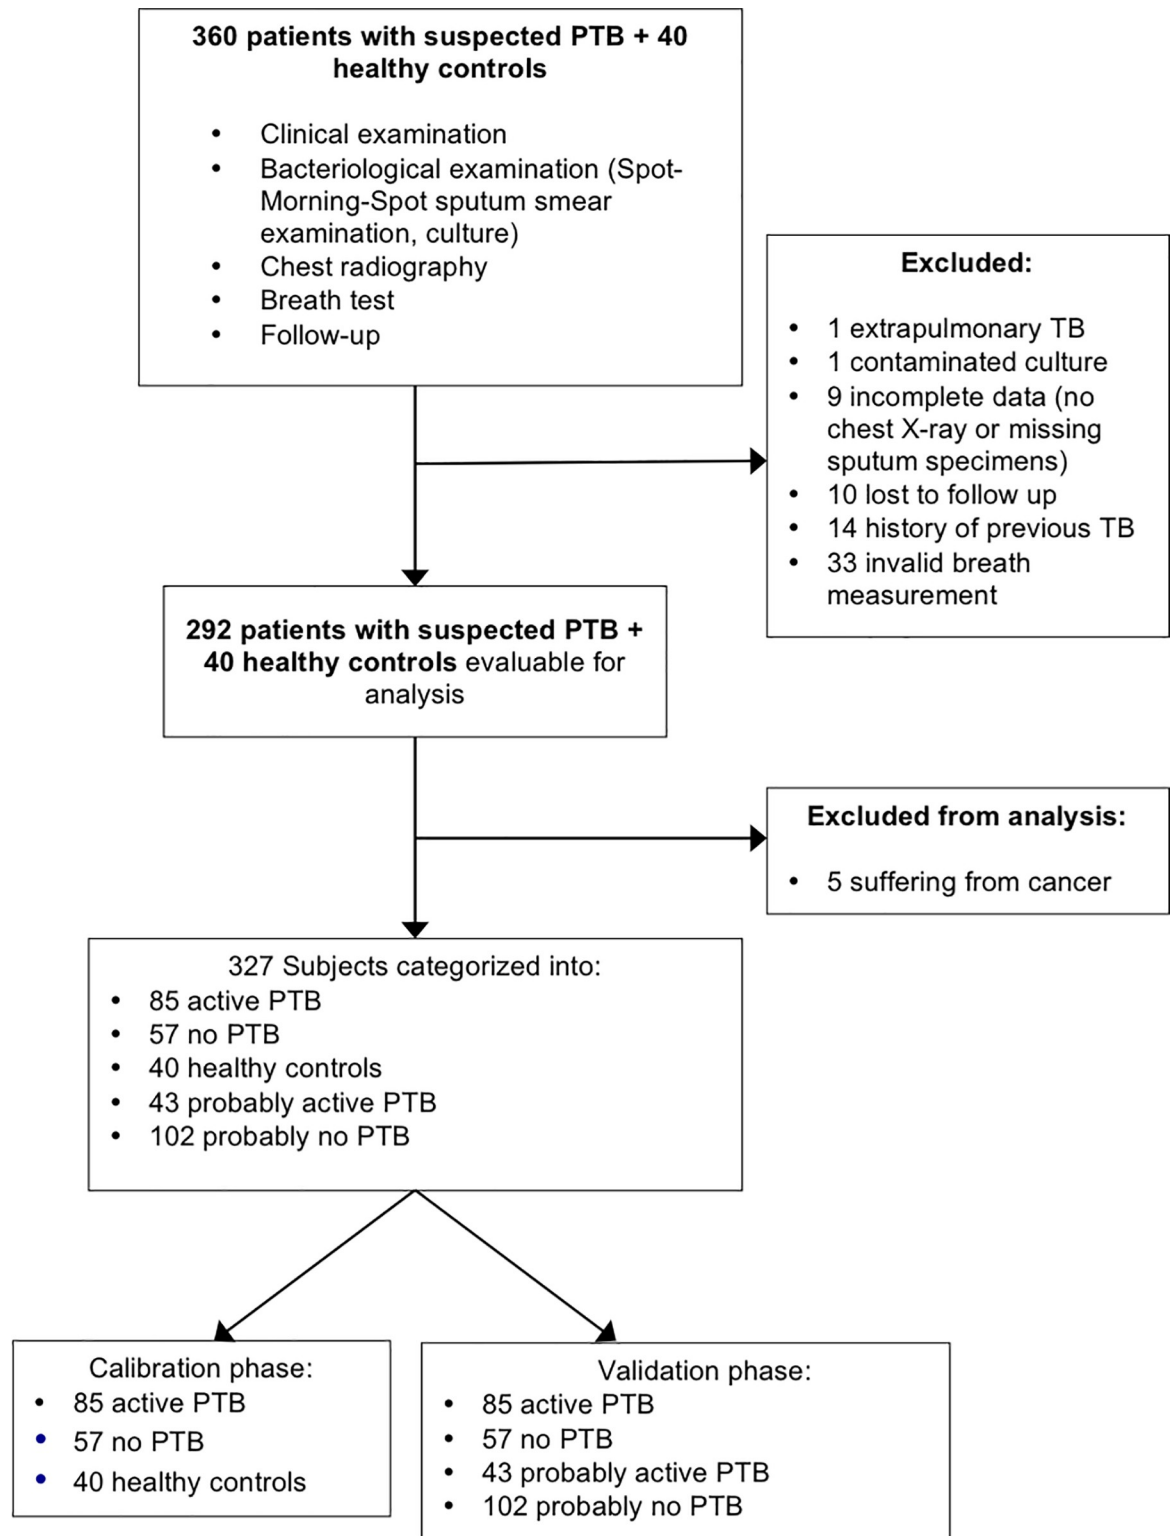 360 patients with suspected PTB + 40
healthy controls
• Clinical examination
• Bacteriological examination (Spot-
Morning-Spot sputum smear
examination, culture)
• Chest radiography
• Breath test
• Follow-up
Excluded:
• 1 extrapulmonary TB
• 1 contaminated culture
• 9 incomplete data (no
chest X-ray or missing
sputum specimens)
• 10 lost to follow up
• 14 history of previous TB
• 33 invalid breath
measurement
292 patients with suspected PTB +
40 healthy controls evaluable for
analysis
Excluded from analysis:
• 5 suffering from cancer
327 Subjects categorized into:
• 85 active PTB
• 57 no PTB
• 40 healthy controls
• 43 probably active PTB
• 102 probably no PTB
Calibration phase:
• 85 active PTB
• 57 no PTB
• 40 healthy controls
Validation phase:
• 85 active PTB
• 57 no PTB
• 43 probably active PTB
• 102 probably no PTB